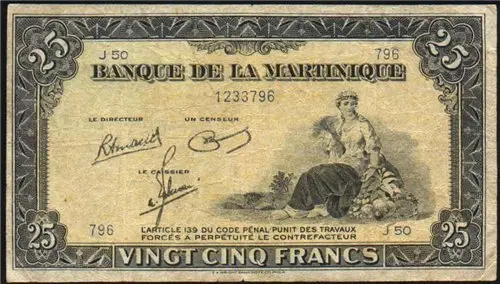 25 25
J 50 796
BANQUE DE LA MARTINIQUE
1233796
LE DIRECTEUR UN CENSEUR
LE CAISSIER
796 J 50
L'ARTICLE 139 DU CODE PÉNAL PUNIT DES TRAVAUX
FORCÉS A PERPÉTUITÉ LE CONTREFACTEUR
25 25
VINGT CINQ FRANCS